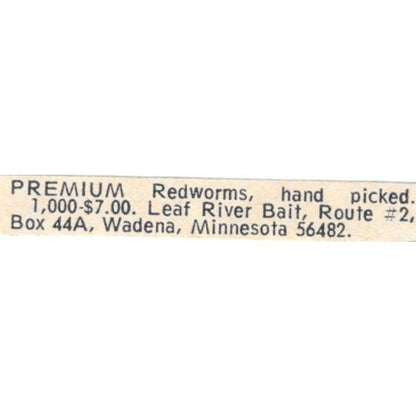 PREMIUM Redworms, hand picked.
1,000-$7.00. Leaf River Bait, Route #2,
Box 44A, Wadena, Minnesota 56482.